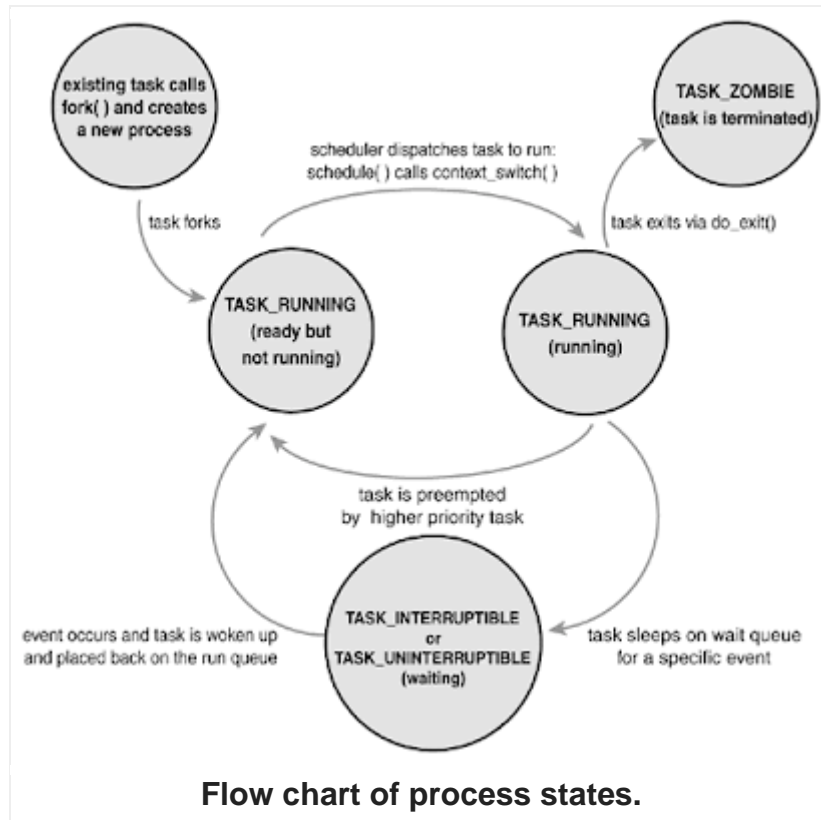 existing task calls
fork( ) and creates
a new process
TASK_ZOMBIE
(task is terminated)
scheduler dispatches task to run:
schedule( ) calls context_switch( )
task forks
task exits via do_exit()
TASK_RUNNING
(ready but
not running)
TASK_RUNNING
(running)
task is preempted
by higher priority task
event occurs and task is woken up
and placed back on the run queue
TASK_INTERRUPTIBLE
or
TASK_UNINTERRUPTIBLE
(waiting)
task sleeps on wait queue
for a specific event
Flow chart of process states.